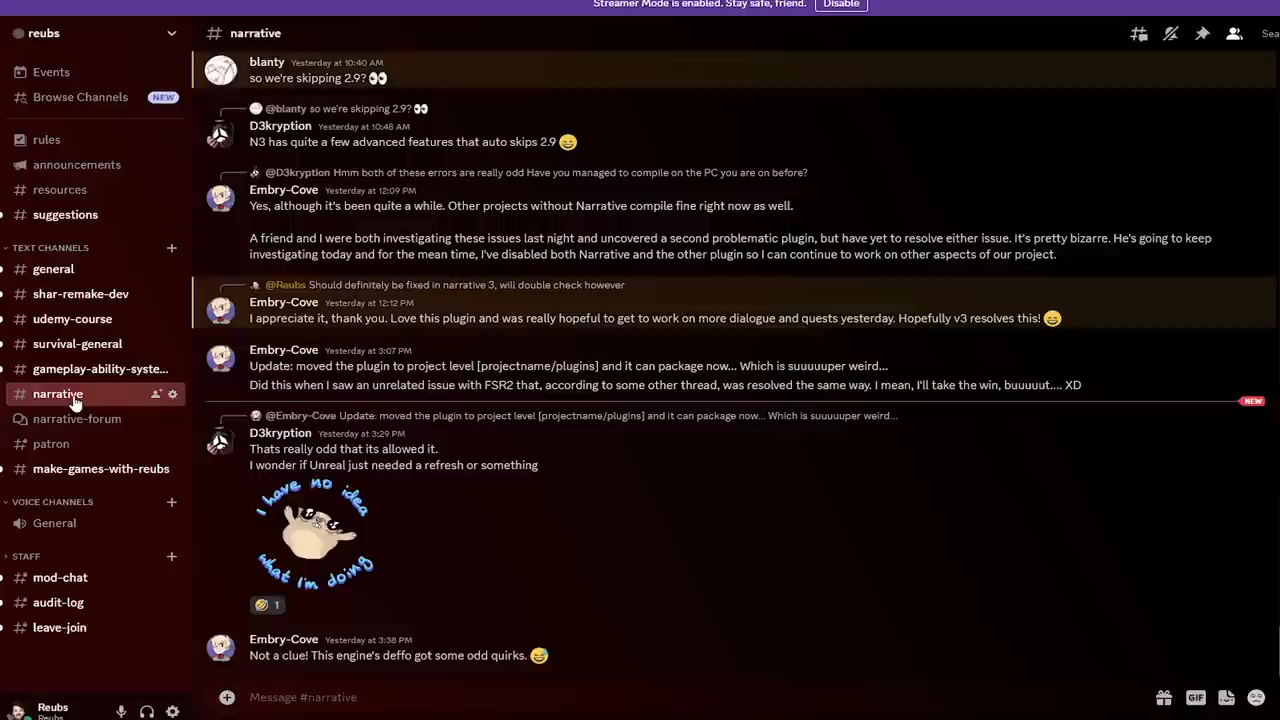 Streamer Mode is enabled. Stay safe, friend. Disable
reubs
Events
Browse Channels NEW
rules
announcements
resources
suggestions
TEXT CHANNELS
general
shar-remake-dev
udemy-course
survival-general
gameplay-ability-syste...
narrative
narrative-forum
patron
make-games-with-reubs
VOICE CHANNELS
General
STAFF
mod-chat
audit-log
leave-join
Reubs
Reubs
narrative
Sea
blanty Yesterday at 10:40 AM
so we're skipping 2.9? 👀
@blanty so we're skipping 2.9? 👀
D3kryption Yesterday at 10:48 AM
N3 has quite a few advanced features that auto skips 2.9 😄
@D3kryption Hmm both of these errors are really odd Have you managed to compile on the PC you are on before?
Embry-Cove Yesterday at 12:09 PM
Yes, although it's been quite a while. Other projects without Narrative compile fine right now as well.
A friend and I were both investigating these issues last night and uncovered a second problematic plugin, but have yet to resolve either issue. It's pretty bizarre. He's going to keep
investigating today and for the mean time, I've disabled both Narrative and the other plugin so I can continue to work on other aspects of our project.
@Reubs Should definitely be fixed in narrative 3, will double check however
Embry-Cove Yesterday at 12:12 PM
I appreciate it, thank you. Love this plugin and was really hopeful to get to work on more dialogue and quests yesterday. Hopefully v3 resolves this! 😄
Embry-Cove Yesterday at 3:07 PM
Update: moved the plugin to project level [projectname/plugins] and it can package now... Which is suuuuuper weird...
Did this when I saw an unrelated issue with FSR2 that, according to some other thread, was resolved the same way. I mean, I'll take the win, buuuuut.... XD
NEW
@Embry-Cove Update: moved the plugin to project level [projectname/plugins] and it can package now... Which is suuuuuper weird...
D3kryption Yesterday at 3:29 PM
Thats really odd that its allowed it.
I wonder if Unreal just needed a refresh or something
I have no idea
what I'm doing
🤣 1
Embry-Cove Yesterday at 3:38 PM
Not a clue! This engine's deffo got some odd quirks. 😅
Message #narrative
GIF